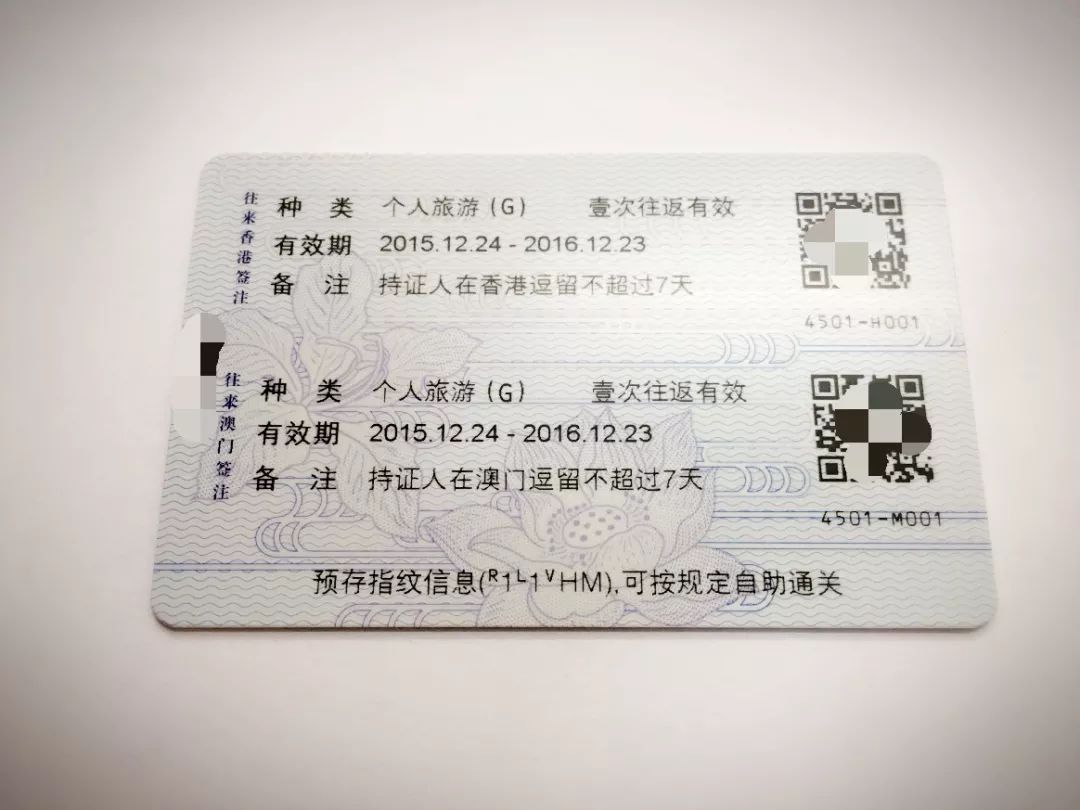 往来香港签注
种 类 个人旅游(G) 壹次往返有效
有效期 2015.12.24 - 2016.12.23
备 注 持证人在香港逗留不超过7天
4501-H001
往来澳门签注
种 类 个人旅游(G) 壹次往返有效
有效期 2015.12.24 - 2016.12.23
备 注 持证人在澳门逗留不超过7天
4501-M001
预存指纹信息(ᴿ1ᴸ1ⱽHM),可按规定自助通关